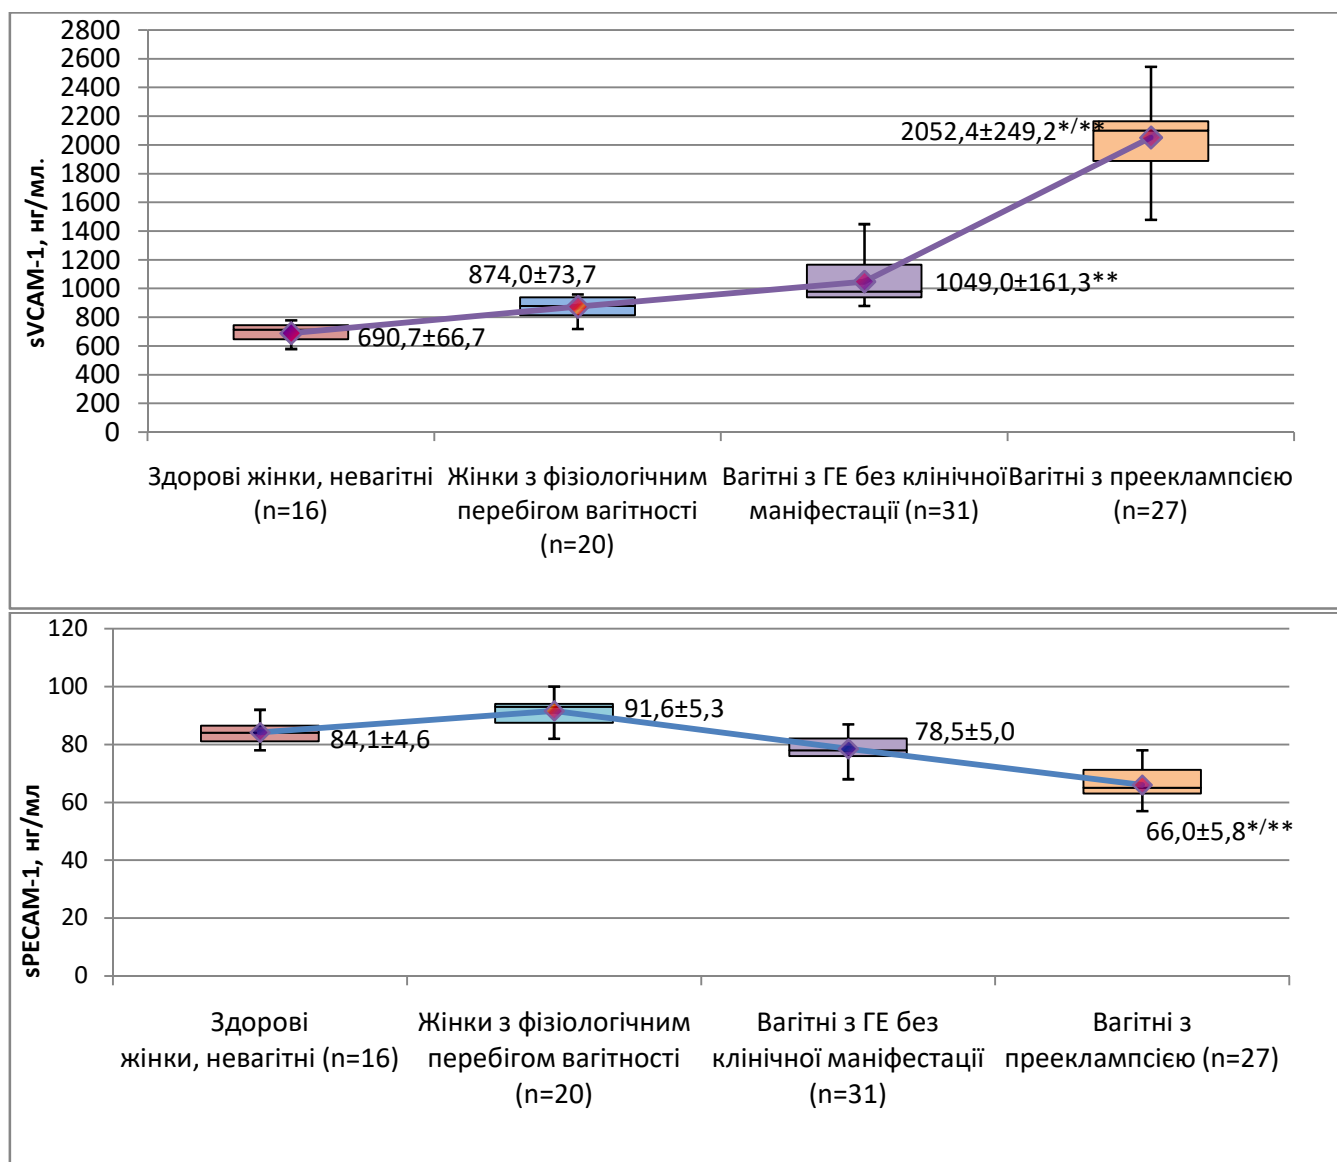 2800
2600
2400
2200
2000
1800
1600
1400
1200
1000
800
600
400
200
0
sVCAM-1, нг/мл.
690,7±66,7
874,0±73,7
1049,0±161,3**
2052,4±249,2*/**
Здорові жінки, невагітні
(n=16)
Жінки з фізіологічним
перебігом вагітності
(n=20)
Вагітні з ГЕ без клінічної
маніфестації (n=31)
Вагітні з прееклампсією
(n=27)
120
100
80
60
40
20
0
sPECAM-1, нг/мл
84,1±4,6
91,6±5,3
78,5±5,0
66,0±5,8*/**
Здорові
жінки, невагітні (n=16)
Жінки з фізіологічним
перебігом вагітності
(n=20)
Вагітні з ГЕ без
клінічної маніфестації
(n=31)
Вагітні з
прееклампсією (n=27)